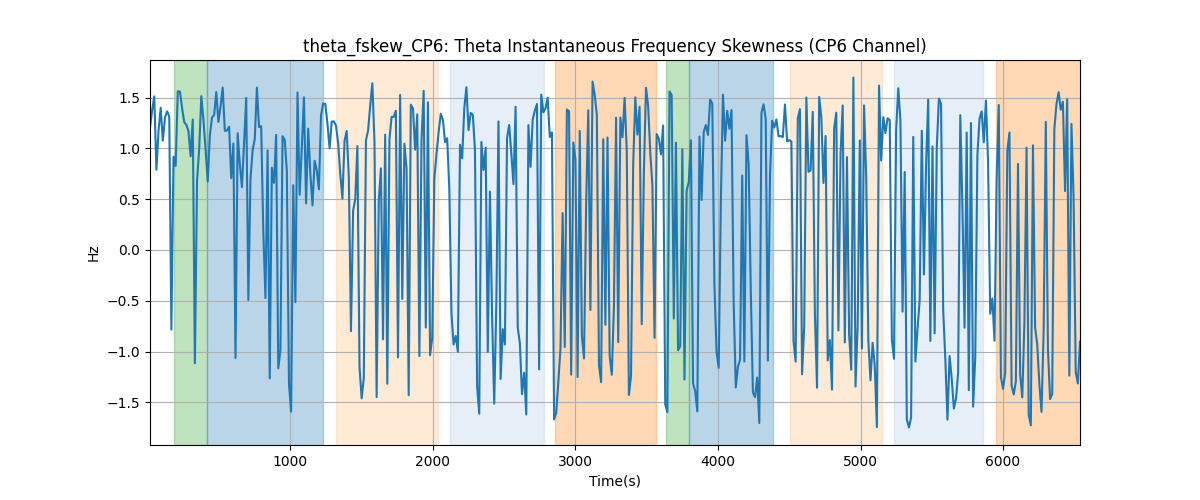 theta_fskew_CP6: Theta Instantaneous Frequency Skewness (CP6 Channel)
1.5
1.0
0.5
0.0
−0.5
−1.0
−1.5
Hz
1000 2000 3000 4000 5000 6000
Time(s)